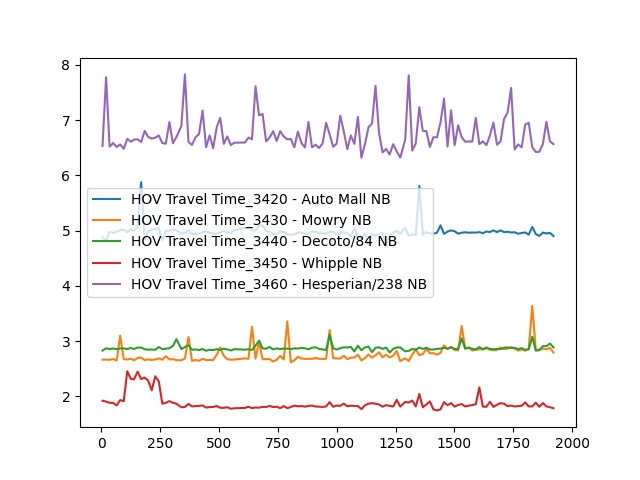 8
7
6
5
4
3
2
HOV Travel Time_3420 - Auto Mall NB
HOV Travel Time_3430 - Mowry NB
HOV Travel Time_3440 - Decoto/84 NB
HOV Travel Time_3450 - Whipple NB
HOV Travel Time_3460 - Hesperian/238 NB
0 250 500 750 1000 1250 1500 1750 2000